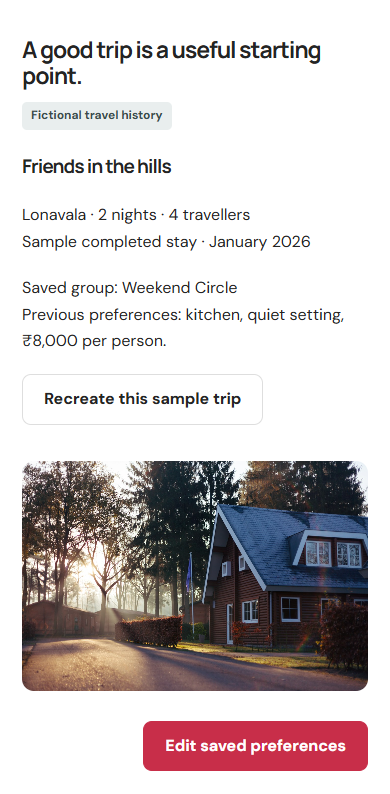 A good trip is a useful starting
point.
Fictional travel history
Friends in the hills
Lonavala · 2 nights · 4 travellers
Sample completed stay · January 2026
Saved group: Weekend Circle
Previous preferences: kitchen, quiet setting,
₹8,000 per person.
Recreate this sample trip
Edit saved preferences